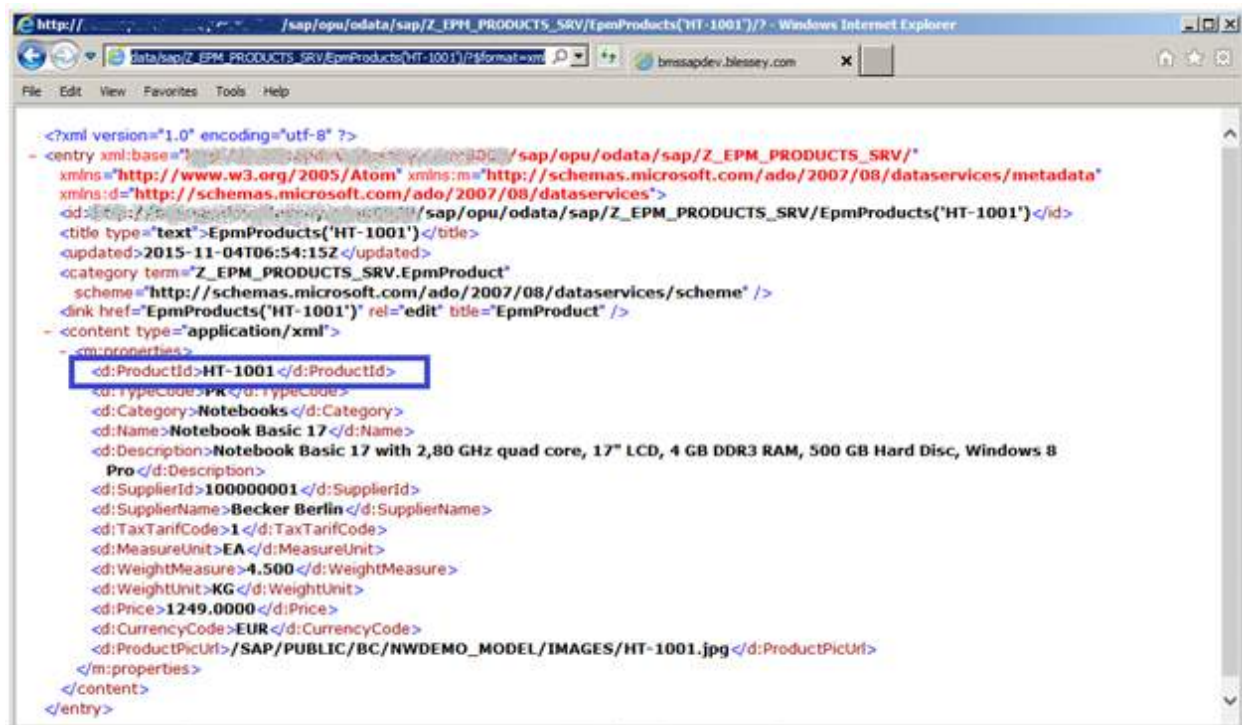 http:// /sap/opu/odata/sap/Z_EPM_PRODUCTS_SRV/EpmProducts('HT-1001')/? - Windows Internet Explorer
data/sap/Z_EPM_PRODUCTS_SRV/EpmProducts('HT-1001')/?$format=xml bmssapdev.blessey.com
File Edit View Favorites Tools Help
<?xml version="1.0" encoding="utf-8" ?>
- <entry xml:base=" /sap/opu/odata/sap/Z_EPM_PRODUCTS_SRV/"
xmlns="http://www.w3.org/2005/Atom" xmlns:m="http://schemas.microsoft.com/ado/2007/08/dataservices/metadata"
xmlns:d="http://schemas.microsoft.com/ado/2007/08/dataservices">
<id> /sap/opu/odata/sap/Z_EPM_PRODUCTS_SRV/EpmProducts('HT-1001')</id>
<title type="text">EpmProducts('HT-1001')</title>
<updated>2015-11-04T06:54:15Z</updated>
<category term="Z_EPM_PRODUCTS_SRV.EpmProduct"
scheme="http://schemas.microsoft.com/ado/2007/08/dataservices/scheme" />
<link href="EpmProducts('HT-1001')" rel="edit" title="EpmProduct" />
- <content type="application/xml">
- <m:properties>
<d:ProductId>HT-1001</d:ProductId>
<d:TypeCode>PR</d:TypeCode>
<d:Category>Notebooks</d:Category>
<d:Name>Notebook Basic 17</d:Name>
<d:Description>Notebook Basic 17 with 2,80 GHz quad core, 17" LCD, 4 GB DDR3 RAM, 500 GB Hard Disc, Windows 8
Pro</d:Description>
<d:SupplierId>100000001</d:SupplierId>
<d:SupplierName>Becker Berlin</d:SupplierName>
<d:TaxTarifCode>1</d:TaxTarifCode>
<d:MeasureUnit>EA</d:MeasureUnit>
<d:WeightMeasure>4.500</d:WeightMeasure>
<d:WeightUnit>KG</d:WeightUnit>
<d:Price>1249.0000</d:Price>
<d:CurrencyCode>EUR</d:CurrencyCode>
<d:ProductPicUrl>/SAP/PUBLIC/BC/NWDEMO_MODEL/IMAGES/HT-1001.jpg</d:ProductPicUrl>
</m:properties>
</content>
</entry>